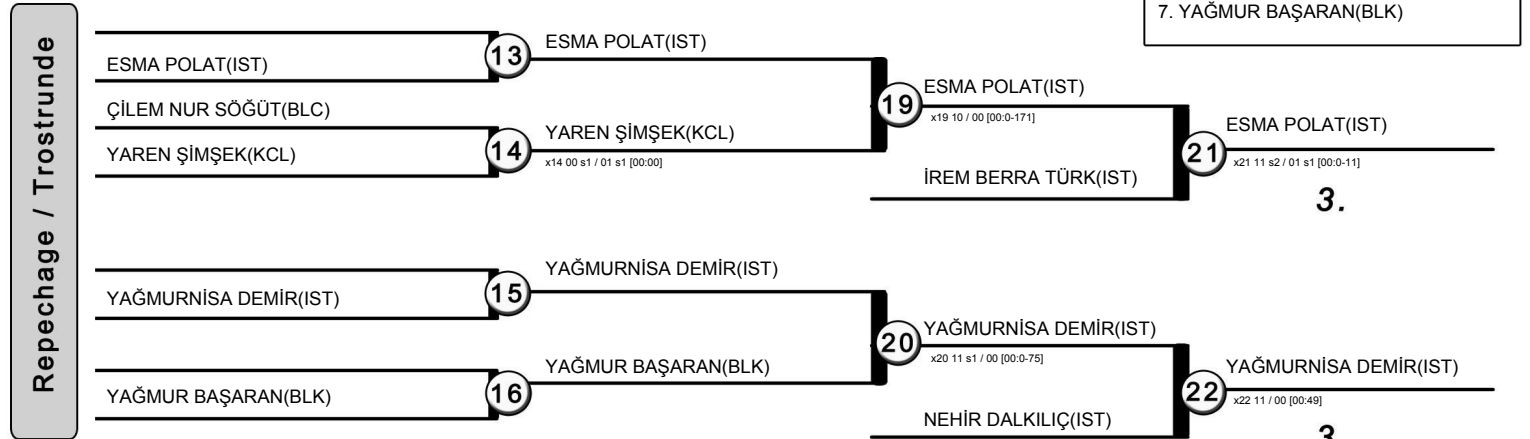 7. YAĞMUR BAŞARAN(BLK)
Repechage / Trostrunde
ESMA POLAT(IST)
13
ESMA POLAT(IST)
ÇİLEM NUR SÖĞÜT(BLC)
YAREN ŞİMŞEK(KCL)
14
YAREN ŞİMŞEK(KCL)
x14 00 s1 / 01 s1 [00:00]
19
ESMA POLAT(IST)
x19 10 / 00 [00:0-171]
İREM BERRA TÜRK(IST)
21
ESMA POLAT(IST)
x21 11 s2 / 01 s1 [00:0-11]
3.
YAĞMURNİSA DEMİR(IST)
15
YAĞMURNİSA DEMİR(IST)
YAĞMUR BAŞARAN(BLK)
16
YAĞMUR BAŞARAN(BLK)
20
YAĞMURNİSA DEMİR(IST)
x20 11 s1 / 00 [00:0-75]
NEHİR DALKILIÇ(IST)
22
YAĞMURNİSA DEMİR(IST)
x22 11 / 00 [00:49]
3